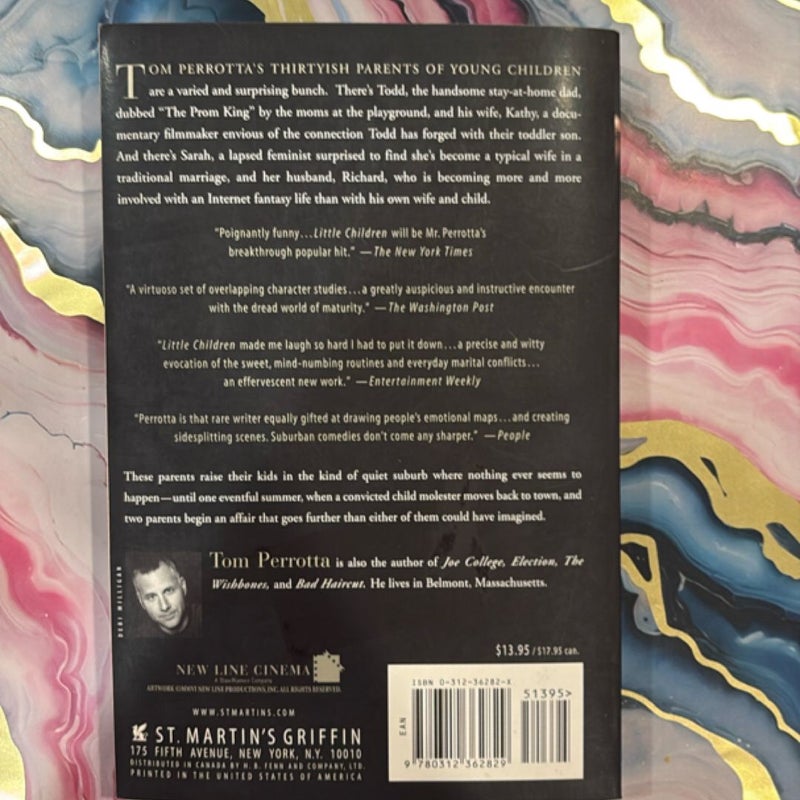 TOM PERROTTA'S THIRTYISH PARENTS OF YOUNG CHILDREN
are a varied and surprising bunch. There's Todd, the handsome stay-at-home dad,
dubbed "The Prom King" by the moms at the playground, and his wife, Kathy, a docu-
mentary filmmaker envious of the connection Todd has forged with their toddler son.
And there's Sarah, a lapsed feminist surprised to find she's become a typical wife in a
traditional marriage, and her husband, Richard, who is becoming more and more
involved with an Internet fantasy life than with his own wife and child.
"Poignantly funny...Little Children will be Mr. Perrotta's
breakthrough popular hit." —The New York Times
"A virtuoso set of overlapping character studies...a greatly auspicious and instructive encounter
with the dread world of maturity." —The Washington Post
"Little Children made me laugh so hard I had to put it down...a precise and witty
evocation of the sweet, mind-numbing routines and everyday marital conflicts...
an effervescent new work." —Entertainment Weekly
"Perrotta is that rare writer equally gifted at drawing people's emotional maps...and creating
sidesplitting scenes. Suburban comedies don't come any sharper." —People
These parents raise their kids in the kind of quiet suburb where nothing ever seems to
happen—until one eventful summer, when a convicted child molester moves back to town, and
two parents begin an affair that goes further than either of them could have imagined.
DEBI MILLIGAN
Tom Perrotta is also the author of Joe College, Election, The
Wishbones, and Bad Haircut. He lives in Belmont, Massachusetts.
$13.95 / $17.95 can.
NEW LINE CINEMA
A TimeWarner Company
ARTWORK ©MMVI NEW LINE PRODUCTIONS, INC. ALL RIGHTS RESERVED.
WWW.STMARTINS.COM
ST. MARTIN'S GRIFFIN
175 FIFTH AVENUE, NEW YORK, N.Y. 10010
DISTRIBUTED IN CANADA BY H. B. FENN AND COMPANY, LTD.
PRINTED IN THE UNITED STATES OF AMERICA
ISBN 0-312-36282-X
51395>
EAN
9 780312 362829